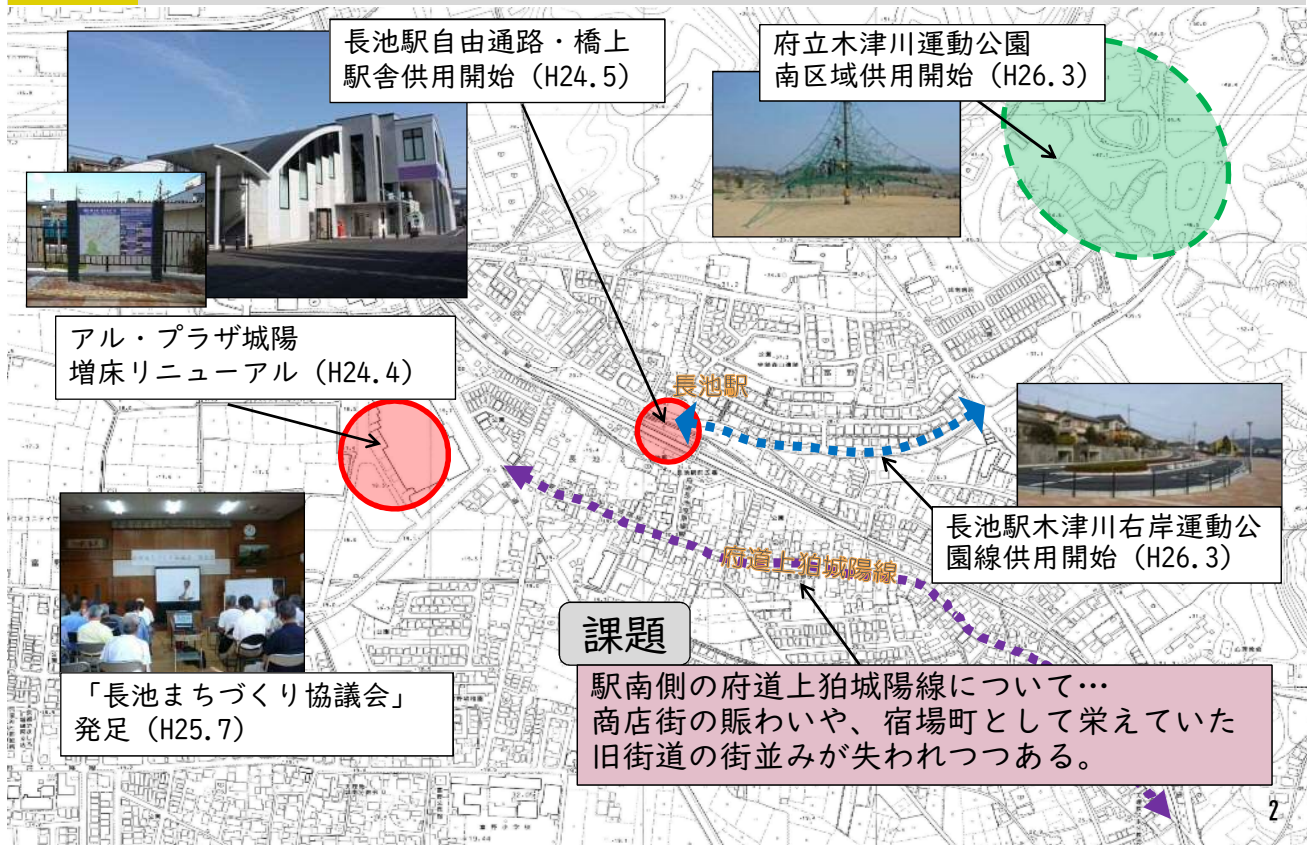 長池駅自由通路・橋上
駅舎供用開始 (H24.5)
府立木津川運動公園
南区域供用開始 (H26.3)
アル・プラザ城陽
増床リニューアル (H24.4)
長池駅
長池
長池駅木津川右岸運動公
園線供用開始 (H26.3)
府道上狛城陽線
「長池まちづくり協議会」
発足 (H25.7)
課題
駅南側の府道上狛城陽線について…
商店街の賑わいや、宿場町として栄えていた
旧街道の街並みが失われつつある。
2